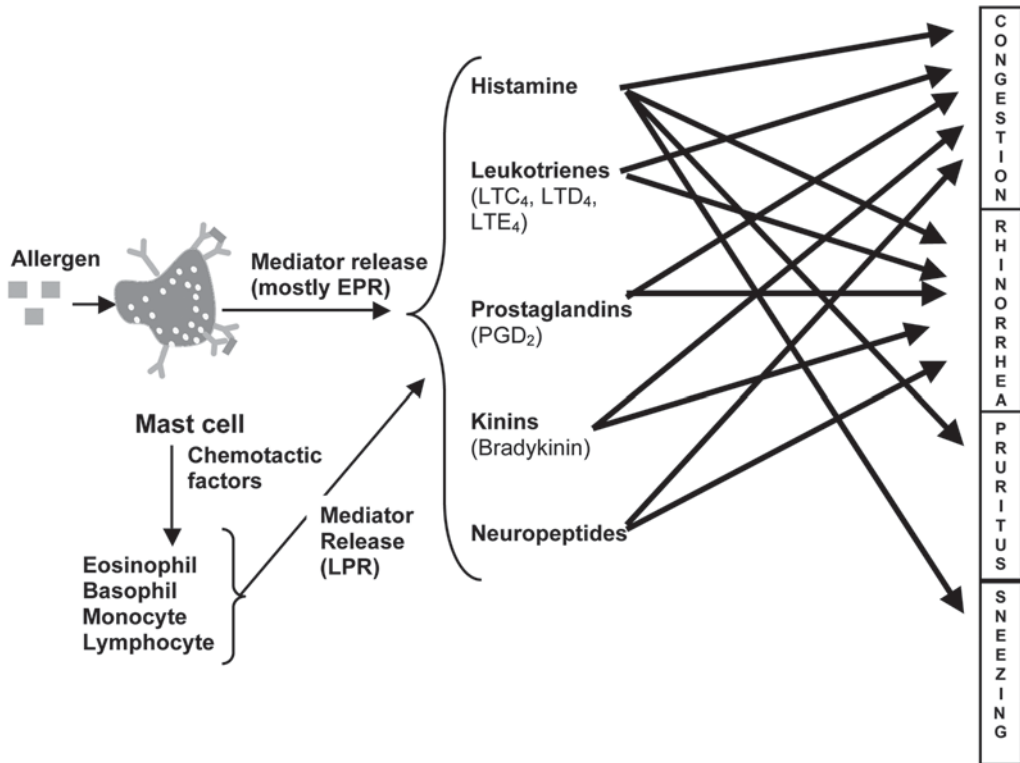 Allergen
Mast cell
Mediator release
(mostly EPR)
Chemotactic
factors
Eosinophil
Basophil
Monocyte
Lymphocyte
Mediator
Release
(LPR)
Histamine
Leukotrienes
(LTC₄, LTD₄,
LTE₄)
Prostaglandins
(PGD₂)
Kinins
(Bradykinin)
Neuropeptides
CONGESTION
RHINORRHEA
PRURITUS
SNEEZING